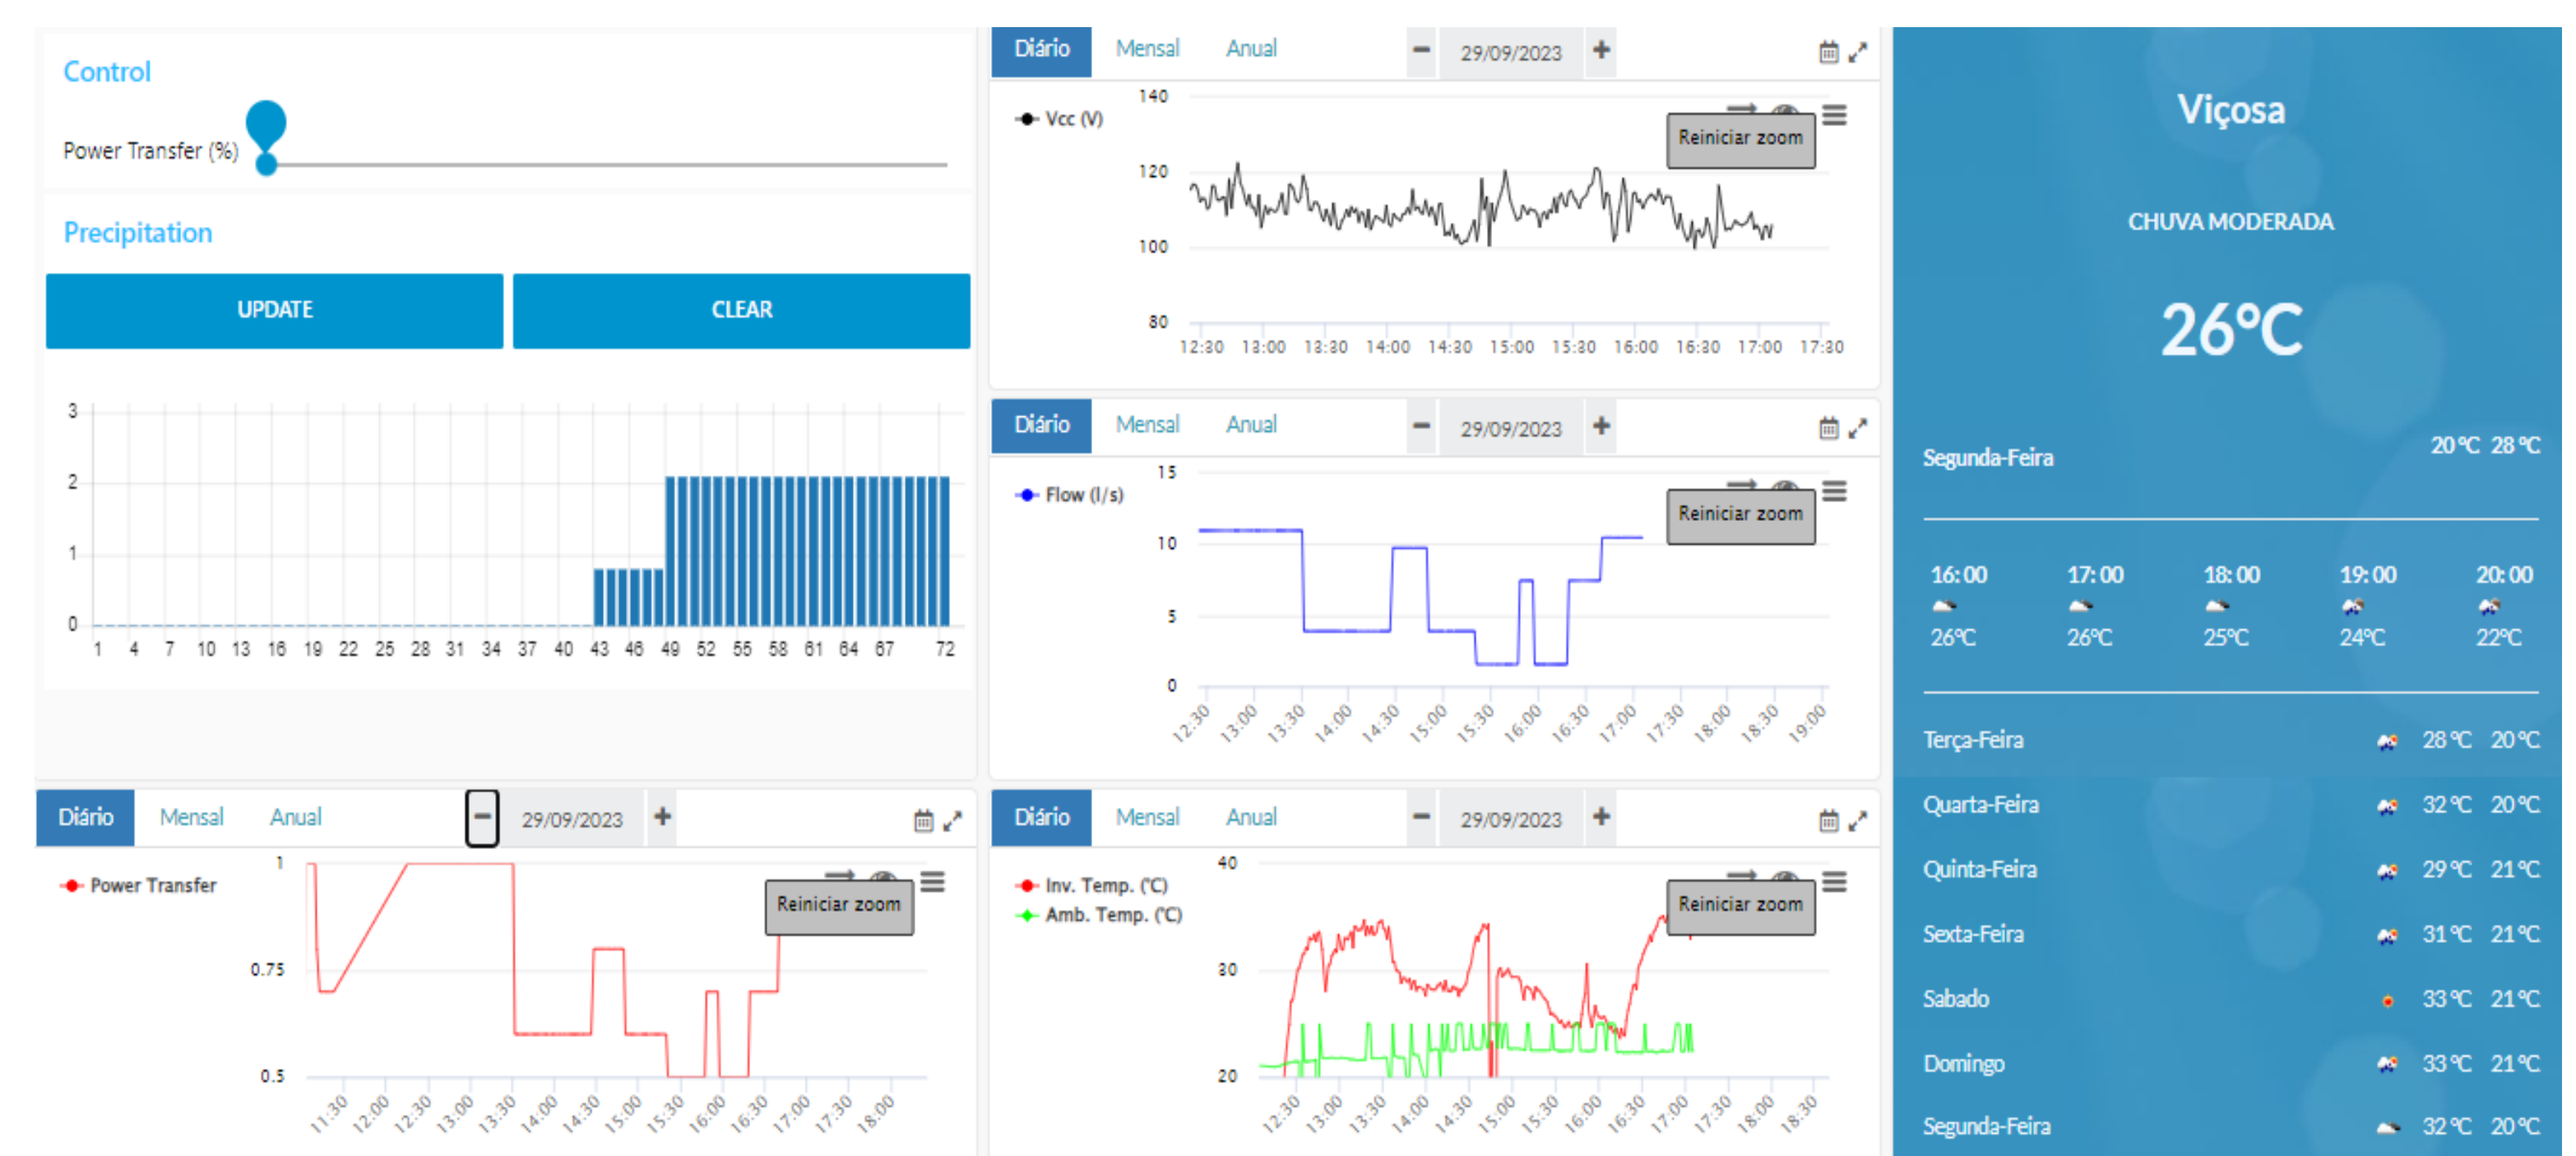 Control
Power Transfer (%)
Precipitation
UPDATE CLEAR
3
2
1
0
1 4 7 10 13 16 19 22 25 28 31 34 37 40 43 46 49 52 55 58 61 64 67 72
Diário Mensal Anual − 29/09/2023 +
Power Transfer
Reiniciar zoom
1
0.75
0.5
11:30 12:00 12:30 13:00 13:30 14:00 14:30 15:00 15:30 16:00 16:30 17:00 17:30 18:00
Diário Mensal Anual − 29/09/2023 +
Vcc (V)
Reiniciar zoom
140
120
100
80
12:30 13:00 13:30 14:00 14:30 15:00 15:30 16:00 16:30 17:00 17:30
Diário Mensal Anual − 29/09/2023 +
Flow (l/s)
Reiniciar zoom
15
10
5
0
12:30 13:00 13:30 14:00 14:30 15:00 15:30 16:00 16:30 17:00 17:30 18:00 18:30 19:00
Diário Mensal Anual − 29/09/2023 +
Inv. Temp. (°C)
Amb. Temp. (°C)
Reiniciar zoom
40
30
20
12:30 13:00 13:30 14:00 14:30 15:00 15:30 16:00 16:30 17:00 17:30 18:00 18:30
Viçosa
CHUVA MODERADA
26°C
Segunda-Feira 20°C 28°C
16:00 17:00 18:00 19:00 20:00
26°C 26°C 25°C 24°C 22°C
Terça-Feira 28°C 20°C
Quarta-Feira 32°C 20°C
Quinta-Feira 29°C 21°C
Sexta-Feira 31°C 21°C
Sabado 33°C 21°C
Domingo 33°C 21°C
Segunda-Feira 32°C 20°C